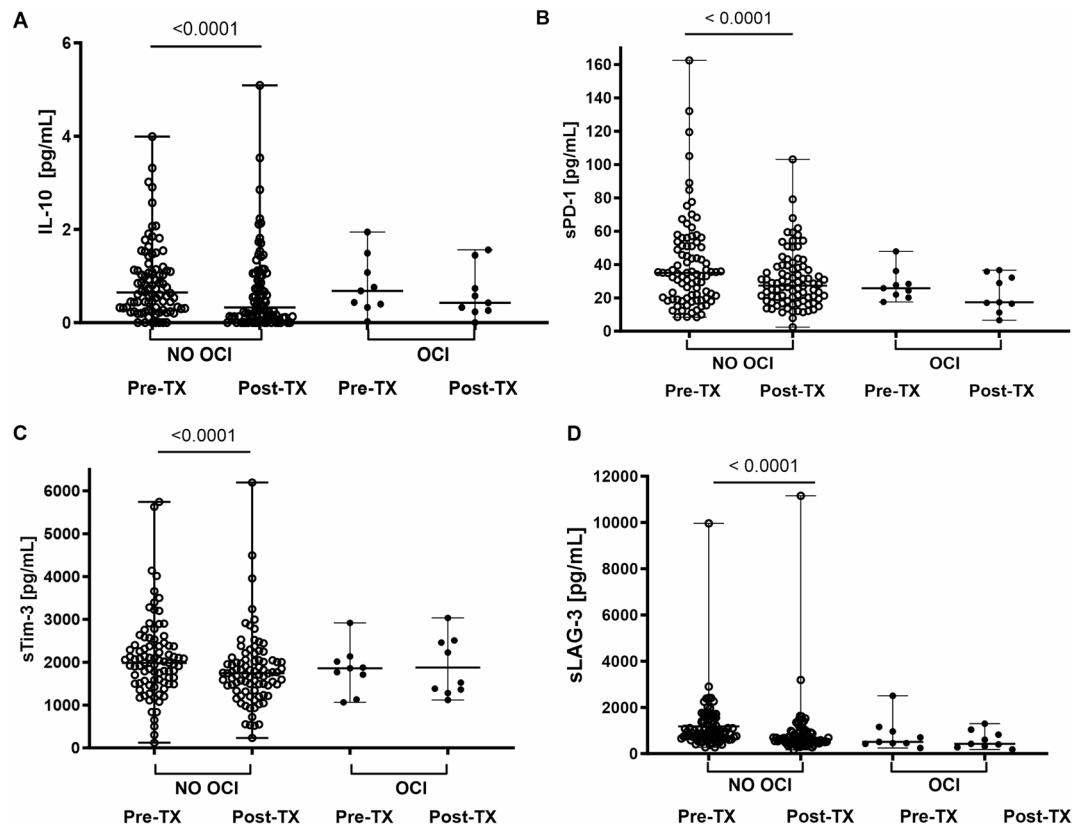 A
<0.0001
IL-10 [pg/mL]
6
4
2
0
NO OCI
OCI
Pre-TX Post-TX Pre-TX Post-TX
B
< 0.0001
sPD-1 [pg/mL]
160
140
120
100
80
60
40
20
0
NO OCI
OCI
Pre-TX Post-TX Pre-TX Post-TX
C
<0.0001
sTim-3 [pg/mL]
6000
5000
4000
3000
2000
1000
0
NO OCI
OCI
Pre-TX Post-TX Pre-TX Post-TX
D
< 0.0001
sLAG-3 [pg/mL]
12000
10000
8000
6000
4000
2000
0
NO OCI
OCI
Pre-TX Post-TX Pre-TX Post-TX